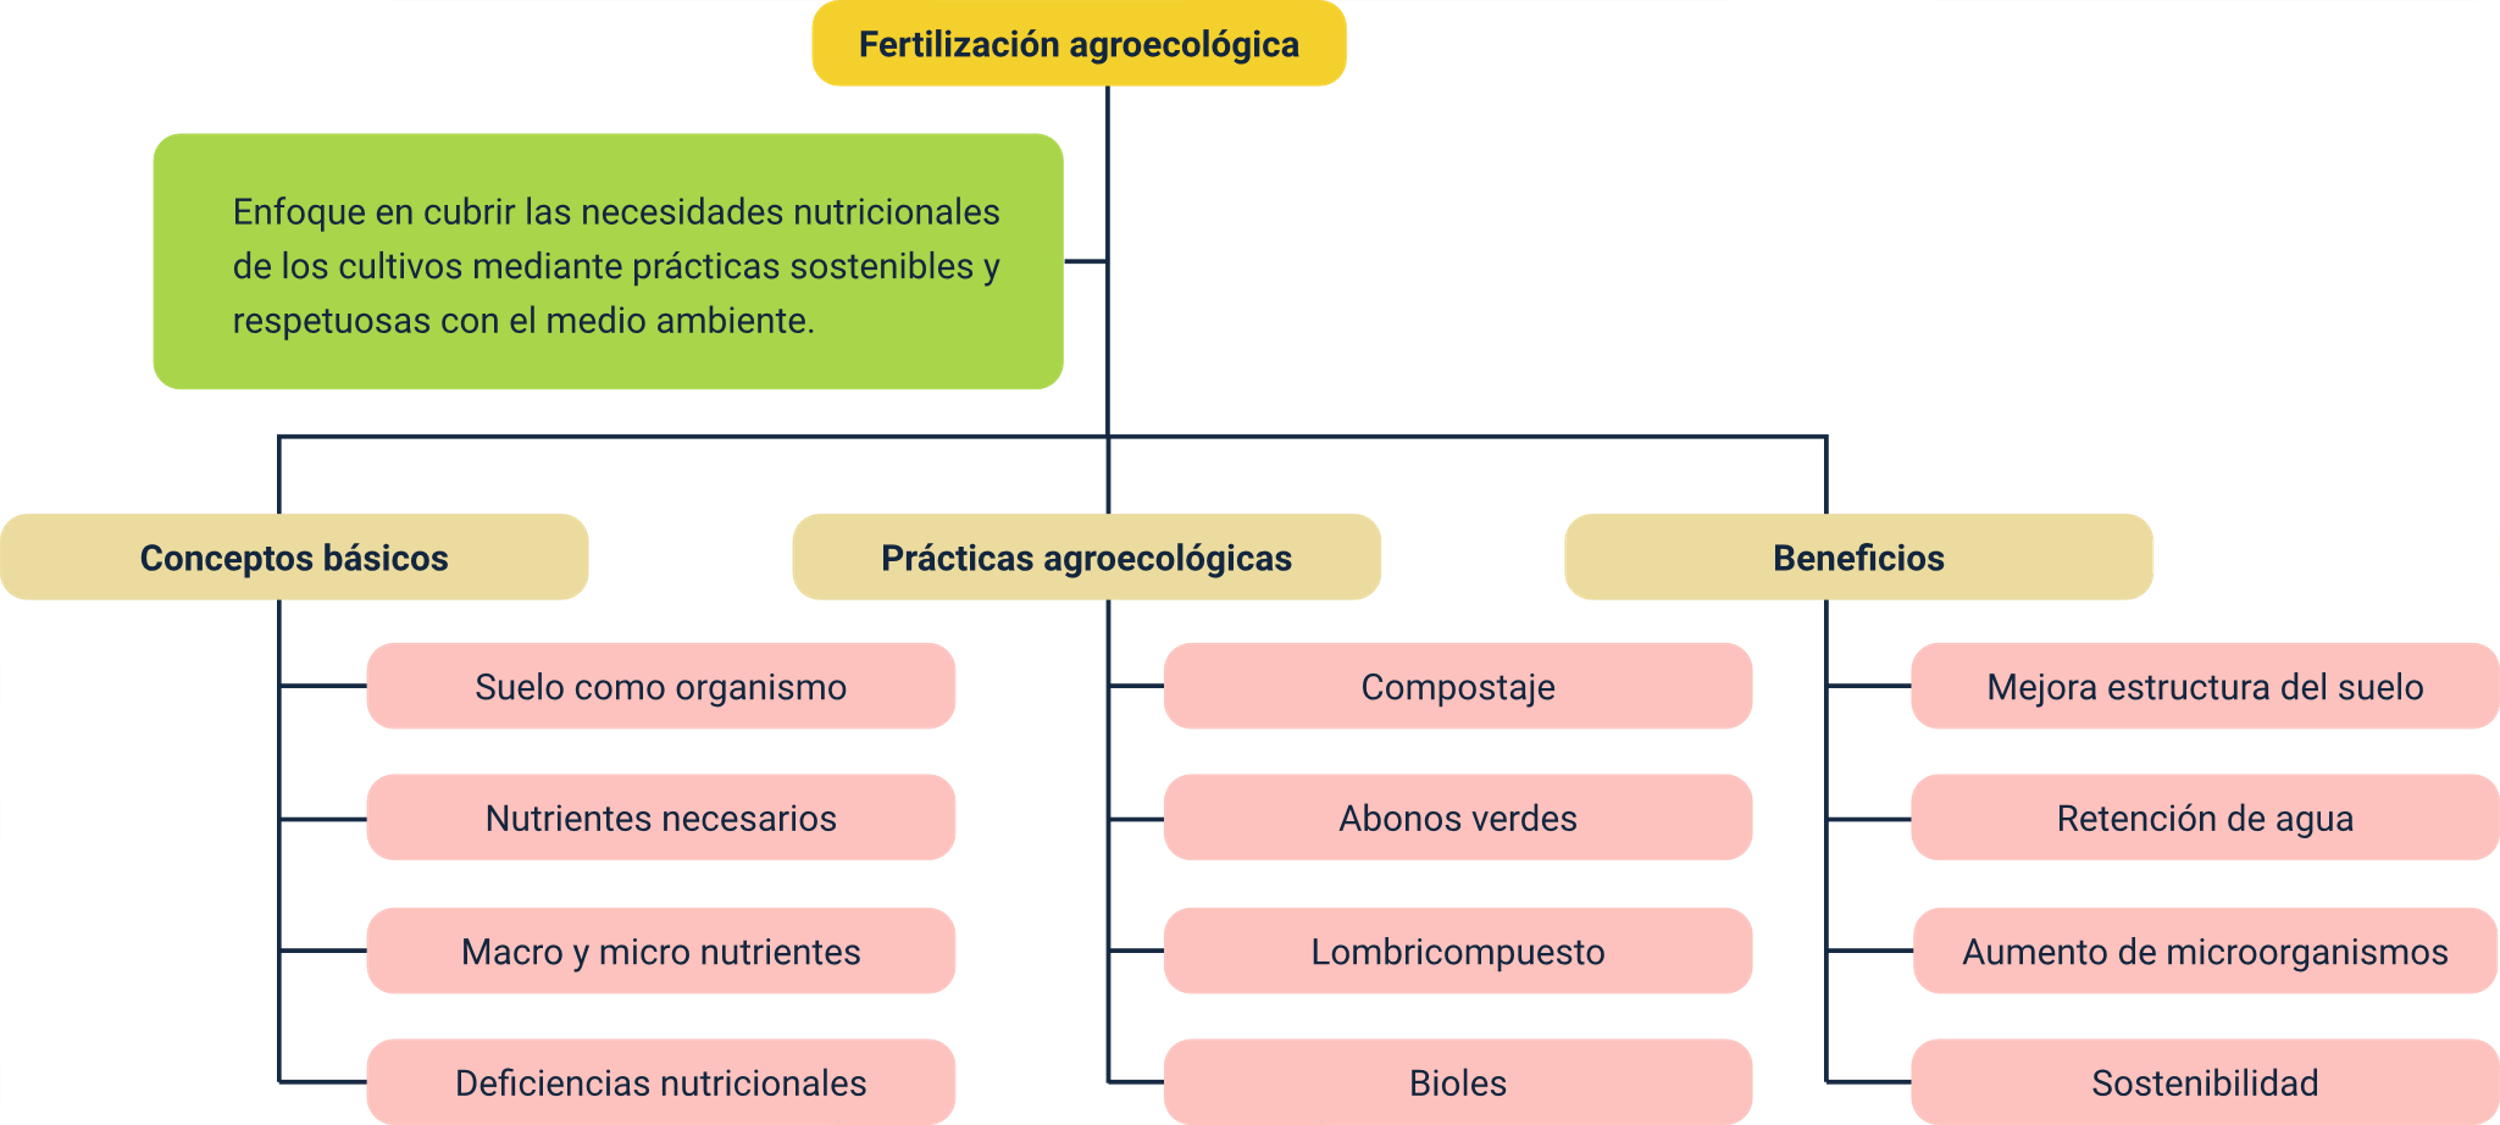 Fertilización agroecológica
Enfoque en cubrir las necesidades nutricionales
de los cultivos mediante prácticas sostenibles y
respetuosas con el medio ambiente.
Conceptos básicos
Suelo como organismo
Nutrientes necesarios
Macro y micro nutrientes
Deficiencias nutricionales
Prácticas agroecológicas
Compostaje
Abonos verdes
Lombricompuesto
Bioles
Beneficios
Mejora estructura del suelo
Retención de agua
Aumento de microorganismos
Sostenibilidad